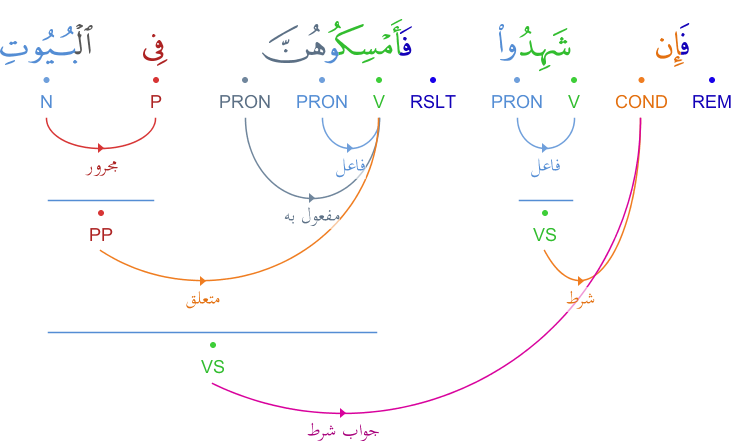 فَإِن شَهِدُوا۟ فَأَمْسِكُوهُنَّ فِى ٱلْبُيُوتِ
REM COND V PRON RSLT V PRON PRON P N
فاعل فاعل مجرور
مفعول به
VS PP
شرط متعلق
VS
جواب شرط